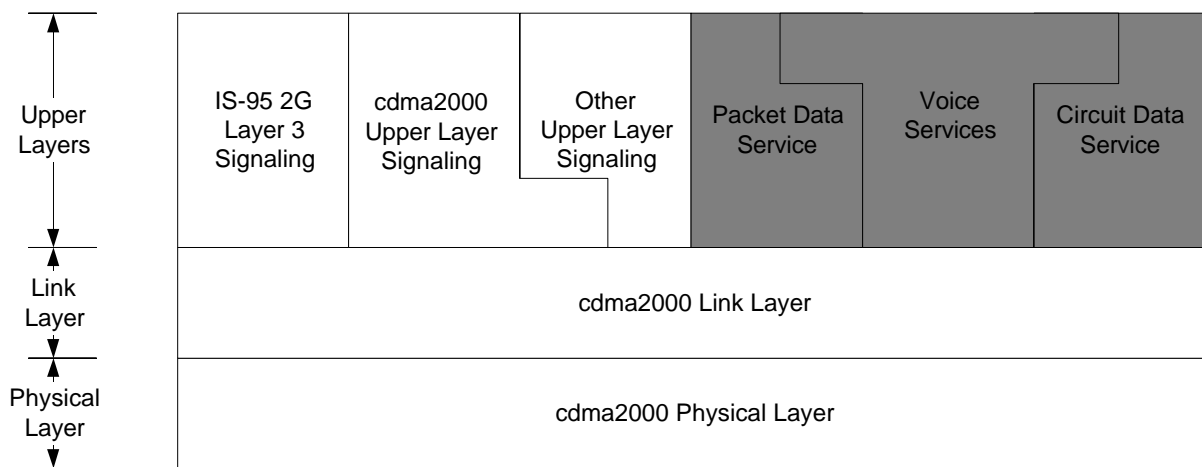 Upper
Layers
IS-95 2G
Layer 3
Signaling
cdma2000
Upper Layer
Signaling
Other
Upper Layer
Signaling
Packet Data
Service
Voice
Services
Circuit Data
Service
Link
Layer
cdma2000 Link Layer
Physical
Layer
cdma2000 Physical Layer